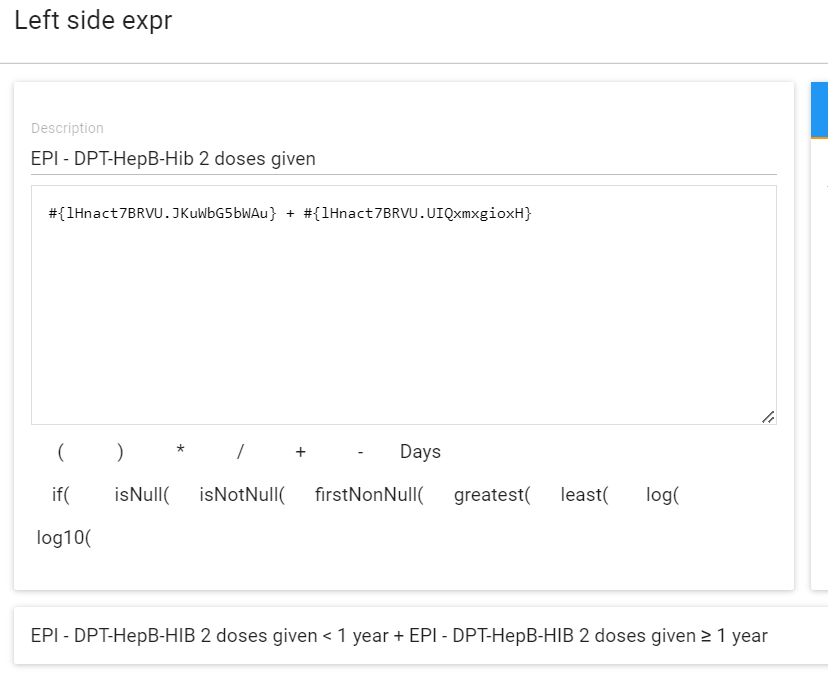 Left side expr
Description
EPI - DPT-HepB-Hib 2 doses given
#{lHnact7BRVU.JKuWbG5bWAu} + #{lHnact7BRVU.UIQxmxgioxH}
( ) * / + - Days
if( isNull( isNotNull( firstNonNull( greatest( least( log(
log10(
EPI - DPT-HepB-HIB 2 doses given < 1 year + EPI - DPT-HepB-HIB 2 doses given ≥ 1 year